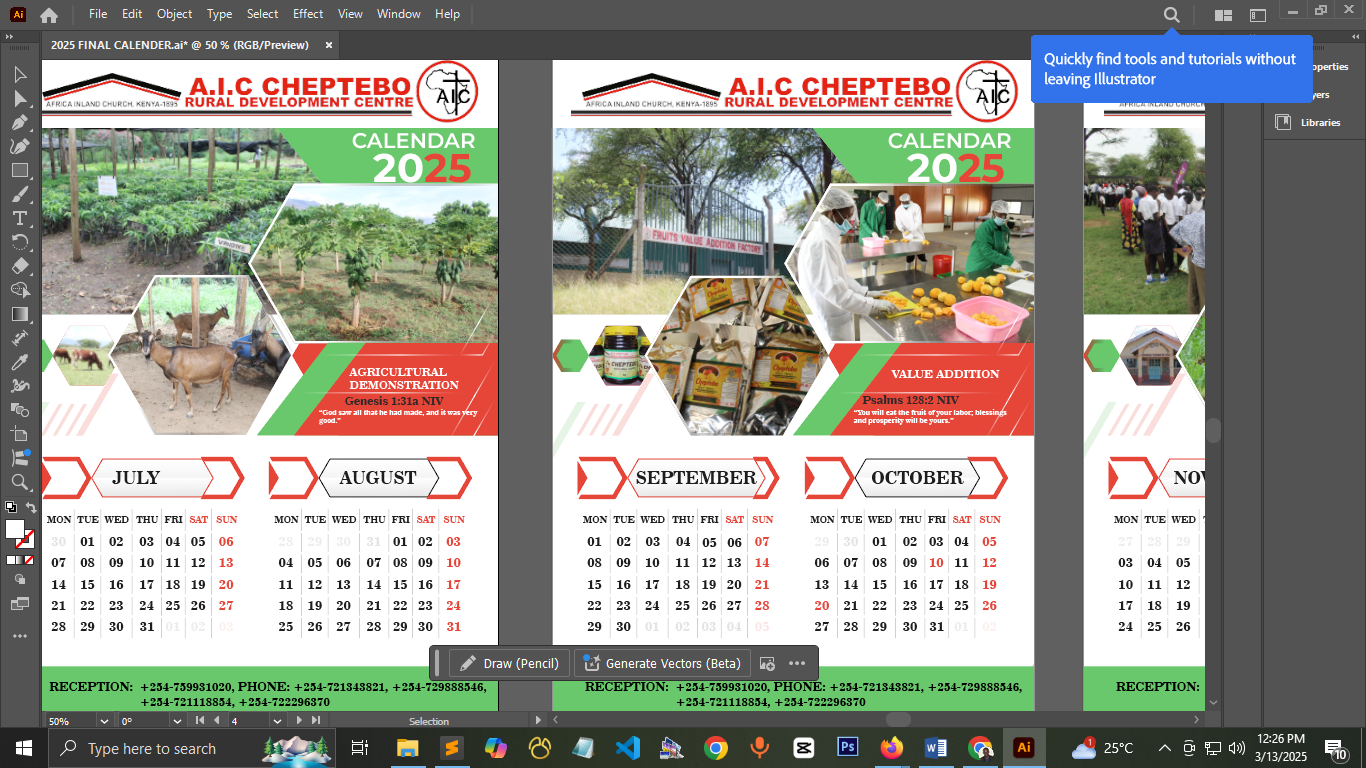 Ai File Edit Object Type Select Effect View Window Help
2025 FINAL CALENDER.ai* @ 50 % (RGB/Preview) ×
Quickly find tools and tutorials without
leaving Illustrator
Libraries
A.I.C CHEPTEBO
AFRICA INLAND CHURCH, KENYA-1895 RURAL DEVELOPMENT CENTRE
AIC
CALENDAR
2025
AGRICULTURAL
DEMONSTRATION
Genesis 1:31a NIV
“God saw all that he had made, and it was very
good.”
JULY
MON TUE WED THU FRI SAT SUN
30 01 02 03 04 05 06
07 08 09 10 11 12 13
14 15 16 17 18 19 20
21 22 23 24 25 26 27
28 29 30 31 01 02 03
AUGUST
MON TUE WED THU FRI SAT SUN
28 29 30 31 01 02 03
04 05 06 07 08 09 10
11 12 13 14 15 16 17
18 19 20 21 22 23 24
25 26 27 28 29 30 31
RECEPTION: +254-759931020, PHONE: +254-721343821, +254-729888546,
+254-721118854, +254-722296370
A.I.C CHEPTEBO
AFRICA INLAND CHURCH, KENYA-1895 RURAL DEVELOPMENT CENTRE
AIC
CALENDAR
2025
FRUITS VALUE ADDITION FACTORY
VALUE ADDITION
Psalms 128:2 NIV
“You will eat the fruit of your labor; blessings
and prosperity will be yours.”
SEPTEMBER
MON TUE WED THU FRI SAT SUN
01 02 03 04 05 06 07
08 09 10 11 12 13 14
15 16 17 18 19 20 21
22 23 24 25 26 27 28
29 30 01 02 03 04 05
OCTOBER
MON TUE WED THU FRI SAT SUN
29 30 01 02 03 04 05
06 07 08 09 10 11 12
13 14 15 16 17 18 19
20 21 22 23 24 25 26
27 28 29 30 31 01 02
RECEPTION: +254-759931020, PHONE: +254-721343821, +254-729888546,
+254-721118854, +254-722296370
MON TUE WED
27 28 29
03 04 05
10 11 12
17 18 19
24 25 26
RECEPTION:
Draw (Pencil) Generate Vectors (Beta)
50% 0° 4 Selection
Type here to search
Ps Ai
1 25°C
12:26 PM
3/13/2025
10